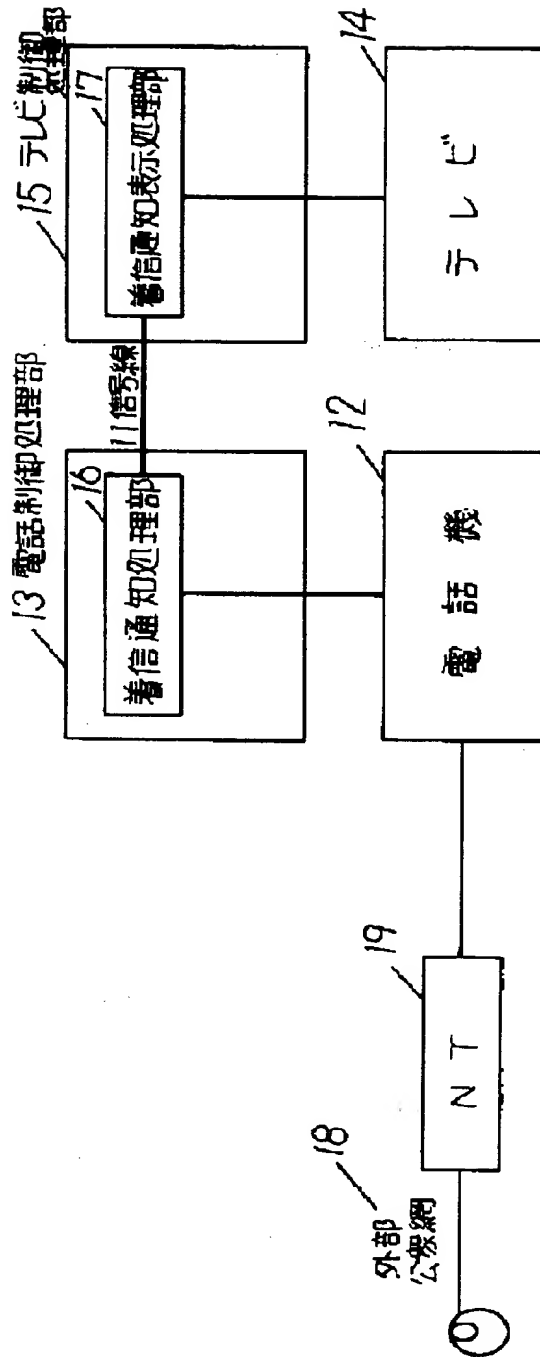 13 電話制御処理部
16
着信通知処理部
11信号線
15 テレビ制御
処理部
17
着信通知表示処理部
18
外部
公衆網
19
NT
12
電話機
14
テレビ